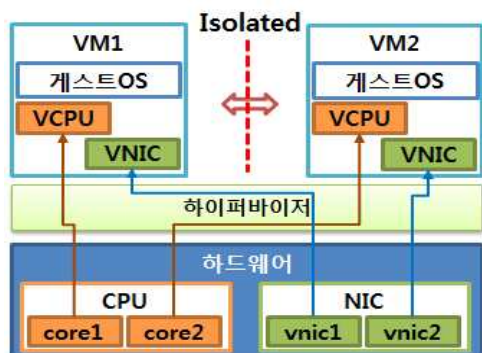 Isolated
VM1
게스트OS
VCPU
VNIC
VM2
게스트OS
VCPU
VNIC
하이퍼바이저
하드웨어
CPU
core1
core2
NIC
vnic1
vnic2